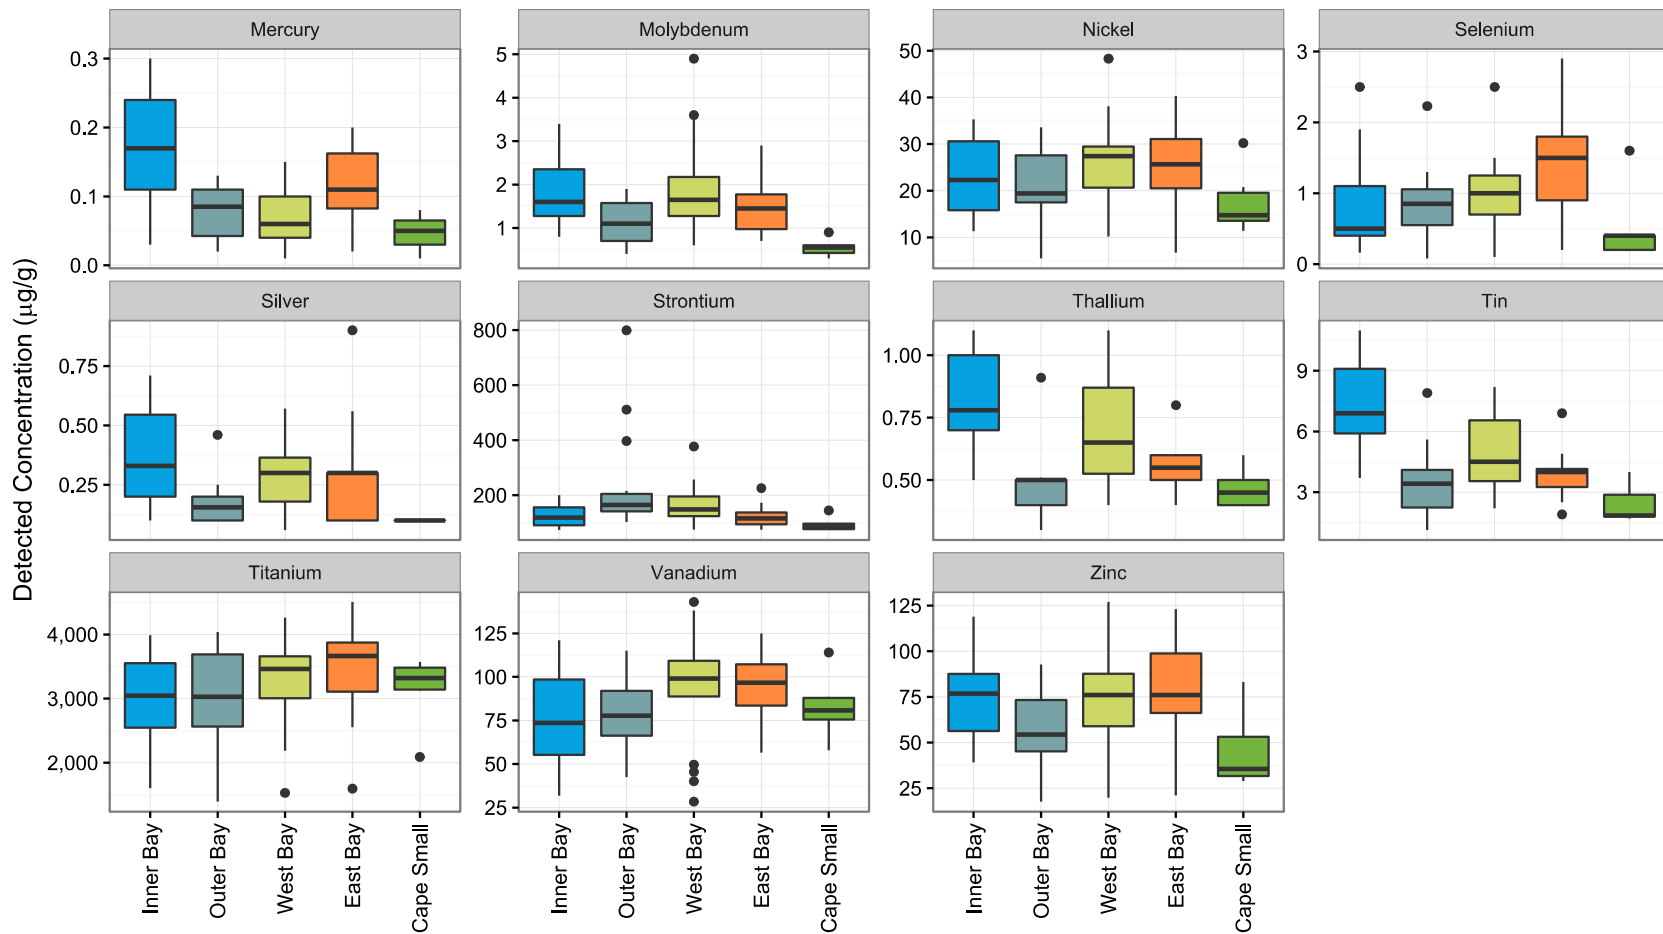 Detected Concentration (µg/g)
Mercury
0.3
0.2
0.1
0.0
Molybdenum
5
4
3
2
1
Nickel
50
40
30
20
10
Selenium
3
2
1
0
Silver
0.75
0.50
0.25
Strontium
800
600
400
200
Thallium
1.00
0.75
0.50
Tin
9
6
3
Titanium
4,000
3,000
2,000
Inner Bay
Outer Bay
West Bay
East Bay
Cape Small
Vanadium
125
100
75
50
25
Inner Bay
Outer Bay
West Bay
East Bay
Cape Small
Zinc
125
100
75
50
25
Inner Bay
Outer Bay
West Bay
East Bay
Cape Small